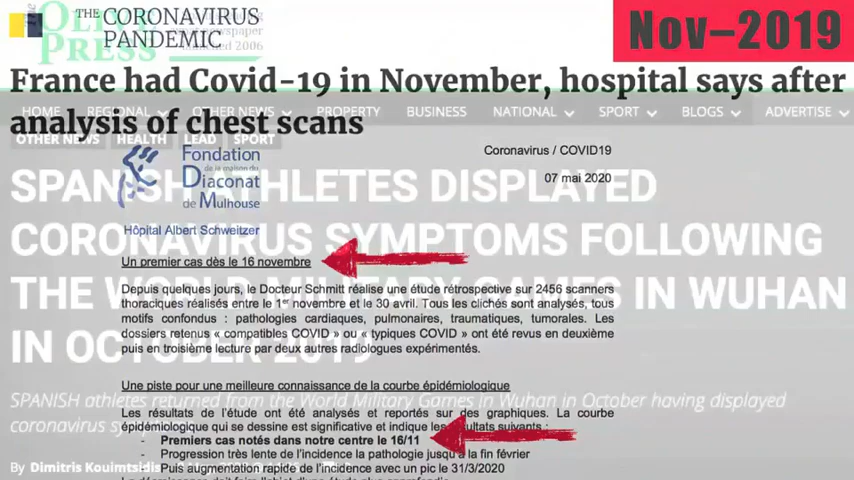 The
OLIVE
PRESS
THE CORONAVIRUS
PANDEMIC
newspaper
2006
Nov-2019
France had Covid-19 in November, hospital says after
analysis of chest scans
HOME REGIONAL OTHER NEWS PROPERTY BUSINESS NATIONAL SPORT BLOGS ADVERTISE
OTHER NEWS HEALTH LEAD SPORT
Fondation
de la maison du
Diaconat
de Mulhouse
Hôpital Albert Schweitzer
Coronavirus / COVID19
07 mai 2020
SPANISH ATHLETES DISPLAYED
CORONAVIRUS SYMPTOMS FOLLOWING
THE WORLD MILITARY GAMES IN WUHAN
IN OCTOBER 2019
Un premier cas dès le 16 novembre
Depuis quelques jours, le Docteur Schmitt réalise une étude rétrospective sur 2456 scanners
thoraciques réalisés entre le 1er novembre et le 30 avril. Tous les clichés sont analysés, tous
motifs confondus : pathologies cardiaques, pulmonaires, traumatiques, tumorales. Les
dossiers retenus « compatibles COVID » ou « typiques COVID » ont été revus en deuxième
puis en troisième lecture par deux autres radiologues expérimentés.
Une piste pour une meilleure connaissance de la courbe épidémiologique
SPANISH athletes returned from the World Military Games in Wuhan in October having displayed
coronavirus
Les résultats de l'étude ont été analysés et reportés sur des graphiques. La courbe
épidémiologique qui se dessine est significative et indique les résultats suivants :
- Premiers cas notés dans notre centre le 16/11
- Progression très lente de l'incidence la pathologie jusqu'à la fin février
- Puis augmentation rapide de l'incidence avec un pic le 31/3/2020
By Dimitris Kouimtsidis